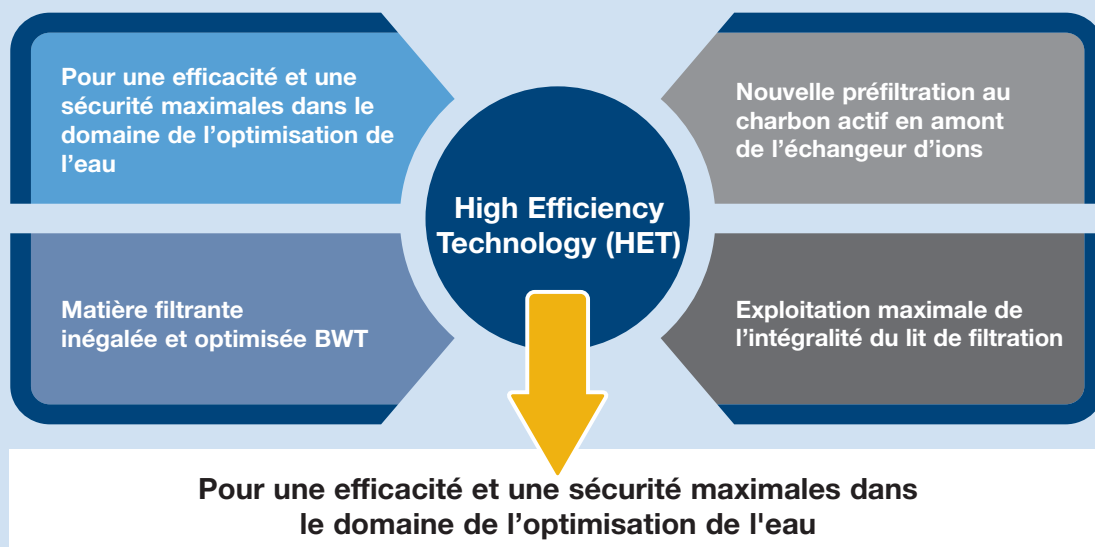 Pour une efficacité et une
sécurité maximales dans le
domaine de l’optimisation de
l’eau
Nouvelle préfiltration au
charbon actif en amont
de l’échangeur d’ions
High Efficiency
Technology (HET)
Matière filtrante
inégalée et optimisée BWT
Exploitation maximale de
l’intégralité du lit de filtration
Pour une efficacité et une sécurité maximales dans
le domaine de l’optimisation de l'eau